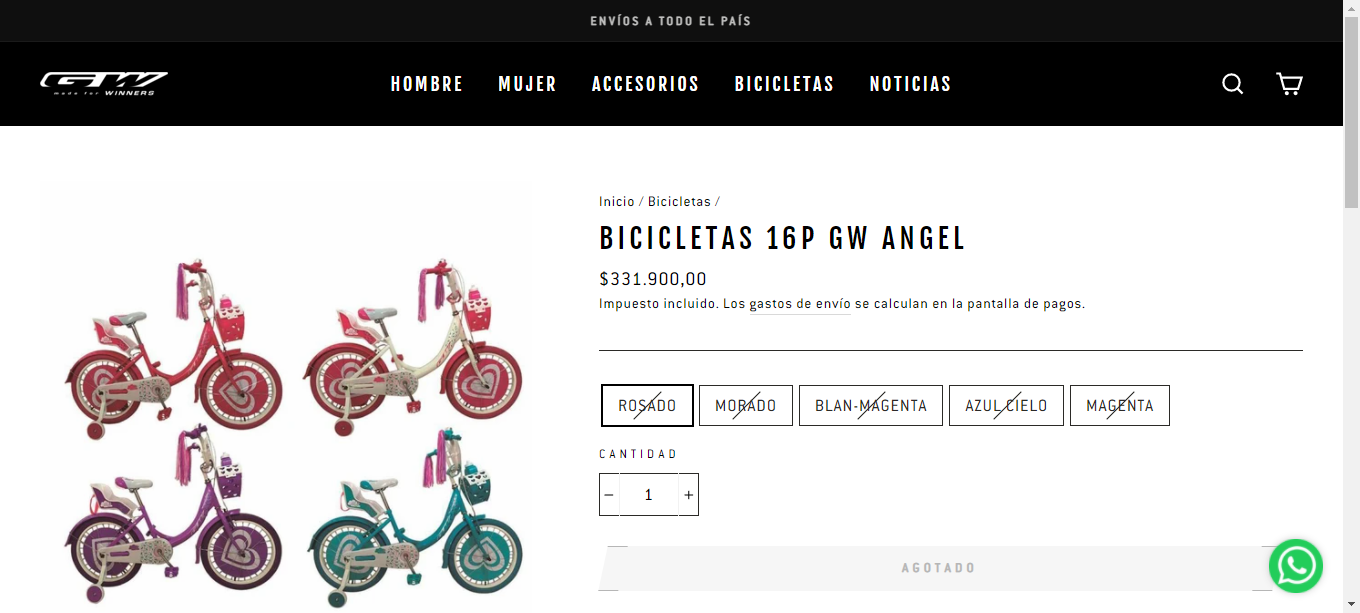 ENVÍOS A TODO EL PAÍS
GW
made for WINNERS
HOMBRE MUJER ACCESORIOS BICICLETAS NOTICIAS
Inicio / Bicicletas /
BICICLETAS 16P GW ANGEL
$331.900,00
Impuesto incluido. Los gastos de envío se calculan en la pantalla de pagos.
ROSADO MORADO BLAN-MAGENTA AZUL CIELO MAGENTA
CANTIDAD
− 1 +
AGOTADO